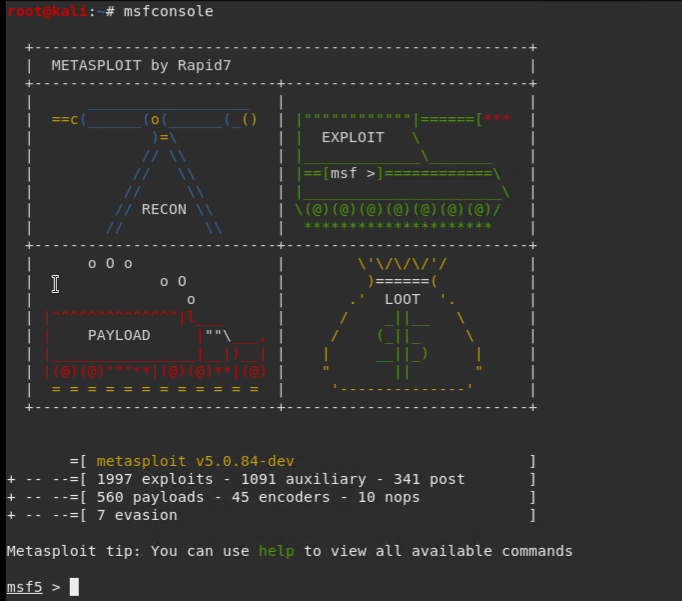 root@kali:~# msfconsole
METASPLOIT by Rapid7
==c(______(o(______(_()
)=\
// \\
// \\
// \\
// RECON \\
// \\
|""""""""""""|======[***
| EXPLOIT \
|_____________\_______
|==[msf >]============\
|______________________\
\(@)(@)(@)(@)(@)(@)(@)/
*********************
o O o
o O
o
|^^^^^^^^^^^^^^|l___
| PAYLOAD |""\___,
|________________|__|)__|
|(@)(@)"""**|(@)(@)**|(@)
= = = = = = = = = = = =
\'\/\/\/'/
)======(
.' LOOT '.
/ _||__ \
/ (_||_ \
| __||_) |
" || "
'--------------'
=[ metasploit v5.0.84-dev ]
+ -- --=[ 1997 exploits - 1091 auxiliary - 341 post ]
+ -- --=[ 560 payloads - 45 encoders - 10 nops ]
+ -- --=[ 7 evasion ]
Metasploit tip: You can use help to view all available commands
msf5 >